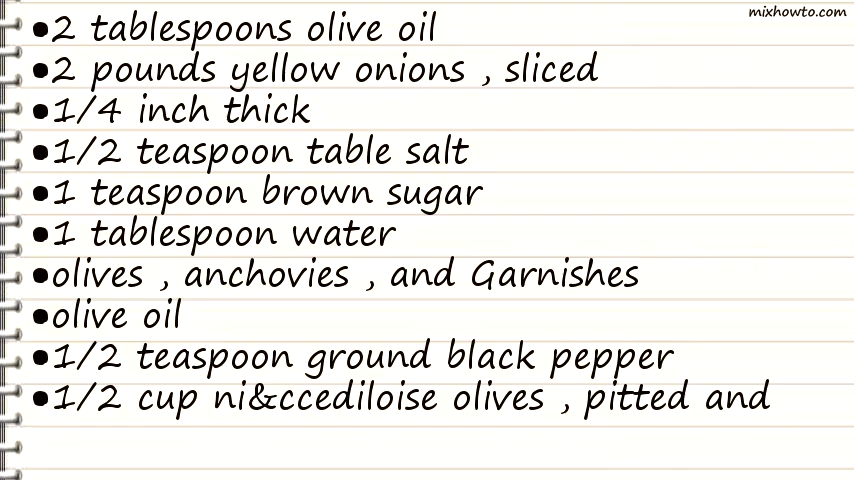 mixhowto.com
•2 tablespoons olive oil
•2 pounds yellow onions , sliced
•1/4 inch thick
•1/2 teaspoon table salt
•1 teaspoon brown sugar
•1 tablespoon water
•olives , anchovies , and Garnishes
•olive oil
•1/2 teaspoon ground black pepper
•1/2 cup ni&ccediloise olives , pitted and